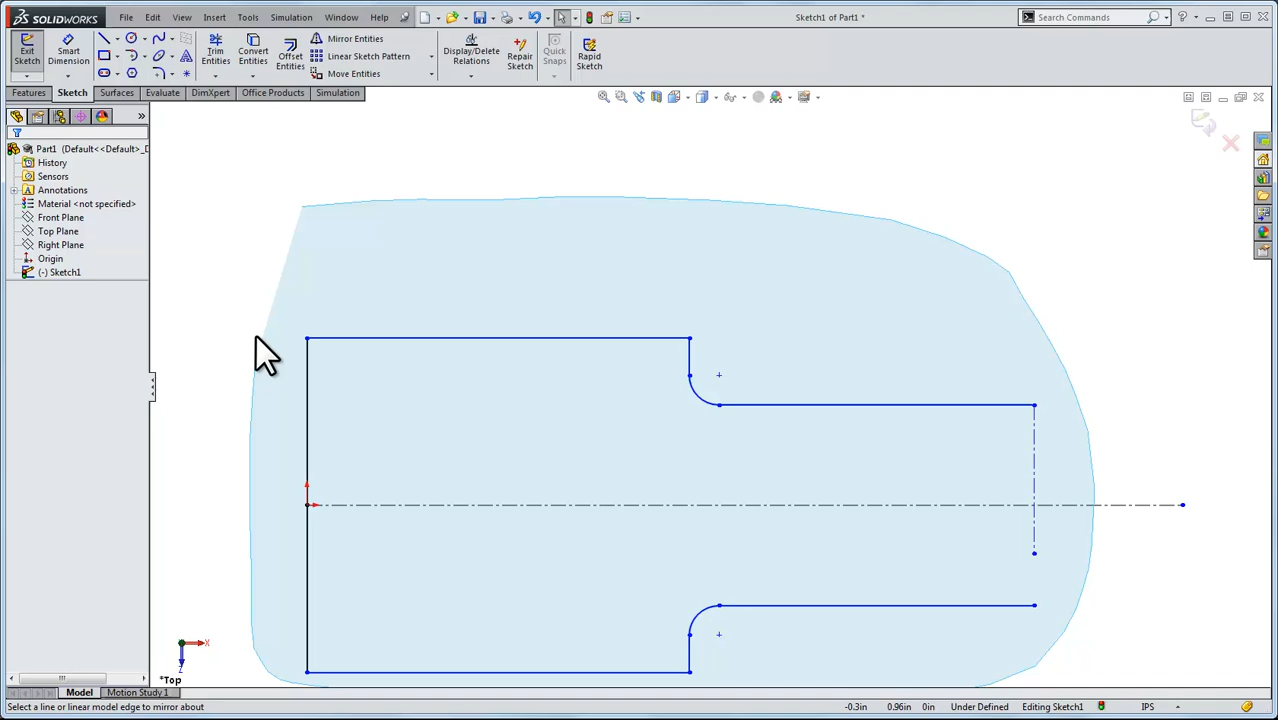 SOLIDWORKS File Edit View Insert Tools Simulation Window Help Sketch1 of Part1 Search Commands ?
Exit Sketch
Smart Dimension
Trim Entities
Convert Entities
Offset Entities
Mirror Entities
Linear Sketch Pattern
Move Entities
Display/Delete Relations
Repair Sketch
Quick Snaps
Rapid Sketch
Features Sketch Surfaces Evaluate DimXpert Office Products Simulation
Part1 (Default<<Default>_D
History
Sensors
Annotations
Material <not specified>
Front Plane
Top Plane
Right Plane
Origin
(-) Sketch1
X
Z
*Top
Model Motion Study 1
Select a line or linear model edge to mirror about -0.3in 0.96in 0in Under Defined Editing Sketch1 IPS